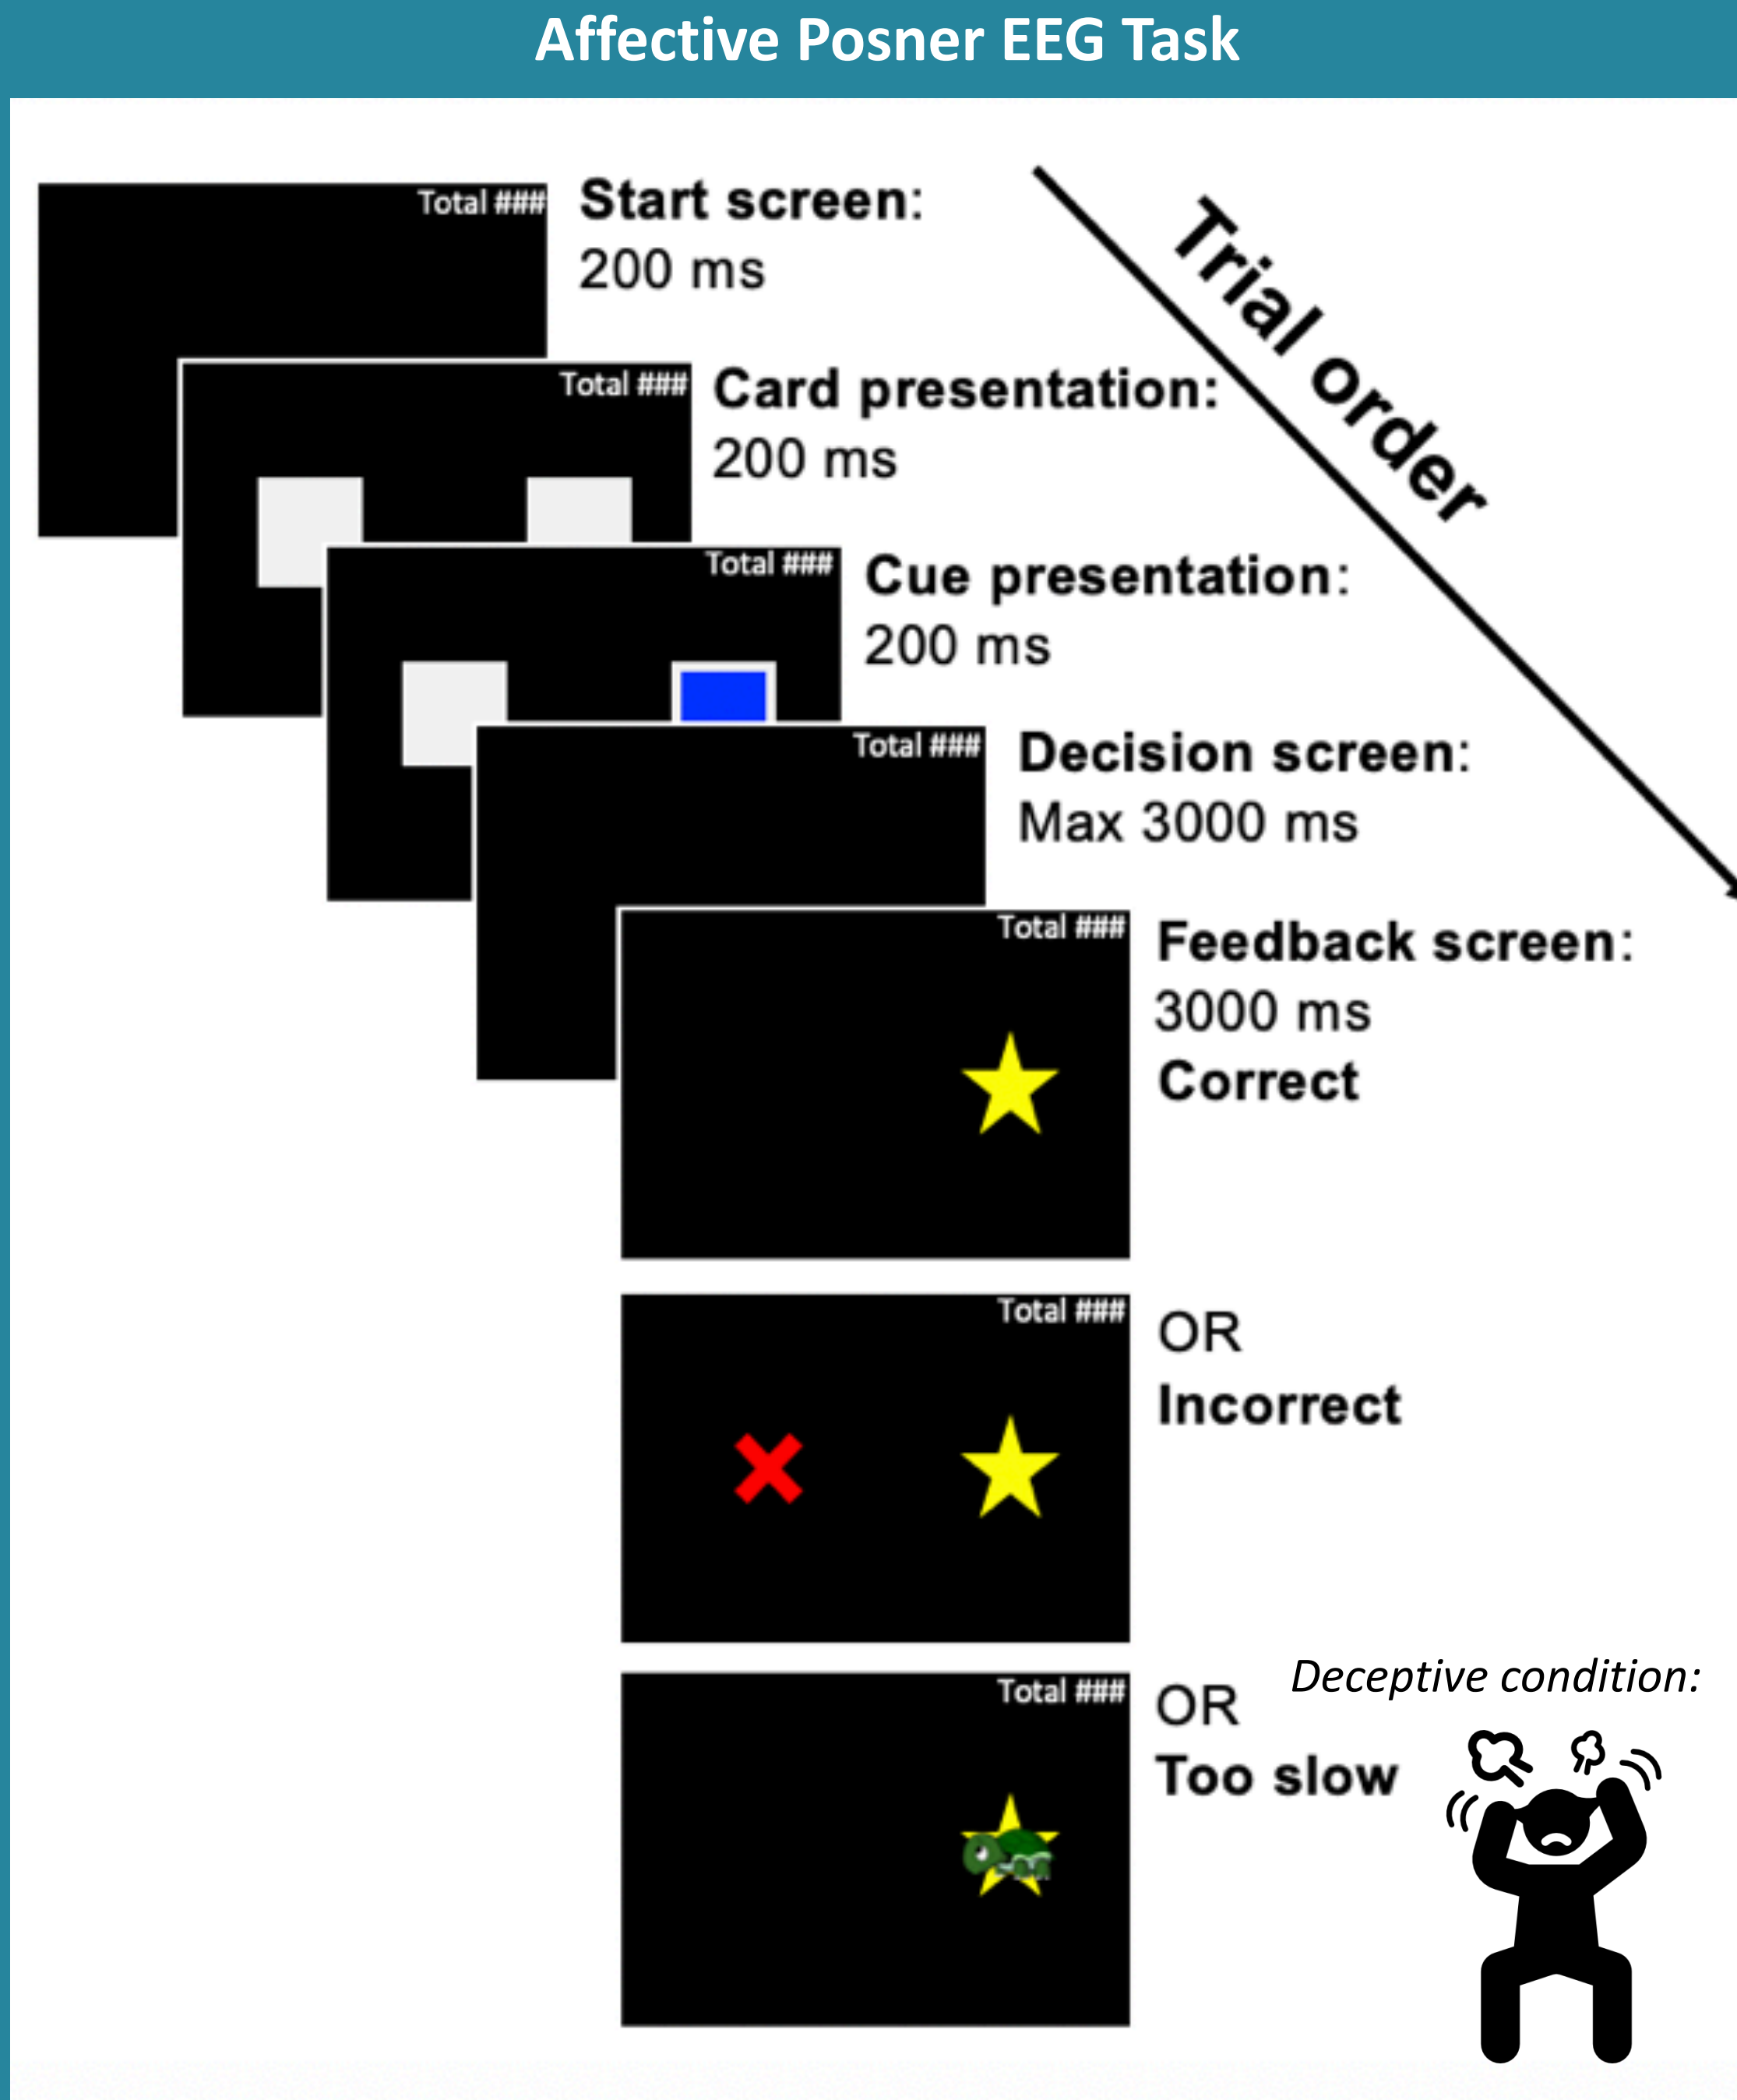 Affective Posner EEG Task
Total ###
Start screen:
200 ms
Trial order
Total ###
Card presentation:
200 ms
Total ###
Cue presentation:
200 ms
Total ###
Decision screen:
Max 3000 ms
Total ###
Feedback screen:
3000 ms
Correct
Total ###
OR
Incorrect
Total ###
OR
Too slow
Deceptive condition: